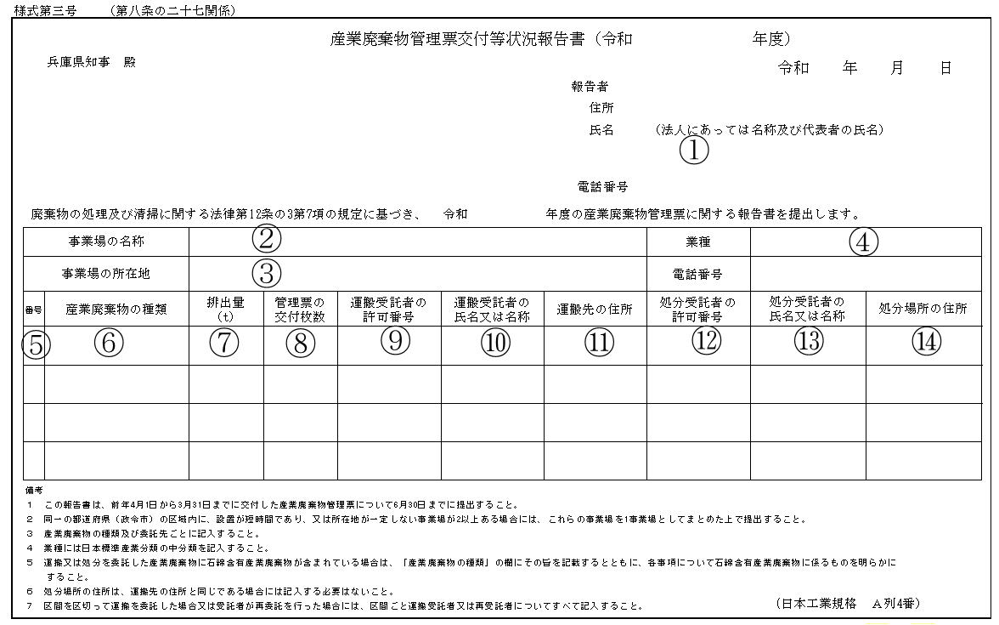 様式第三号　　（第八条の二十七関係）
産業廃棄物管理票交付等状況報告書（令和　　　　　　　年度）
兵庫県知事　殿
令和　　年　　月　　日
報告者
住所
氏名　　（法人にあっては名称及び代表者の氏名）
①
電話番号
廃棄物の処理及び清掃に関する法律第12条の3第7項の規定に基づき、　令和　　　　　　年度の産業廃棄物管理票に関する報告書を提出します。
事業場の名称　②　業種　④
事業場の所在地　③　電話番号
番号　産業廃棄物の種類　排出量（t）　管理票の交付枚数　運搬受託者の許可番号　運搬受託者の氏名又は名称　運搬先の住所　処分受託者の許可番号　処分受託者の氏名又は名称　処分場所の住所
⑤　⑥　⑦　⑧　⑨　⑩　⑪　⑫　⑬　⑭
備考
１　この報告書は、前年4月1日から3月31日までに交付した産業廃棄物管理票について6月30日までに提出すること。
２　同一の都道府県（政令市）の区域内に、設置が短時間であり、又は所在地が一定しない事業場が2以上ある場合には、これらの事業場を1事業場としてまとめた上で提出すること。
３　産業廃棄物の種類及び委託先ごとに記入すること。
４　業種には日本標準産業分類の中分類を記入すること。
５　運搬又は処分を委託した産業廃棄物に石綿含有産業廃棄物が含まれている場合は、「産業廃棄物の種類」の欄にその旨を記載するとともに、各事項について石綿含有産業廃棄物に係るものを明らかに
すること。
６　処分場所の住所は、運搬先の住所と同じである場合には記入する必要はないこと。
７　区間を区切って運搬を委託した場合又は受託者が再委託を行った場合には、区間ごと運搬受託者又は再受託者についてすべて記入すること。
（日本工業規格　Ａ列4番）